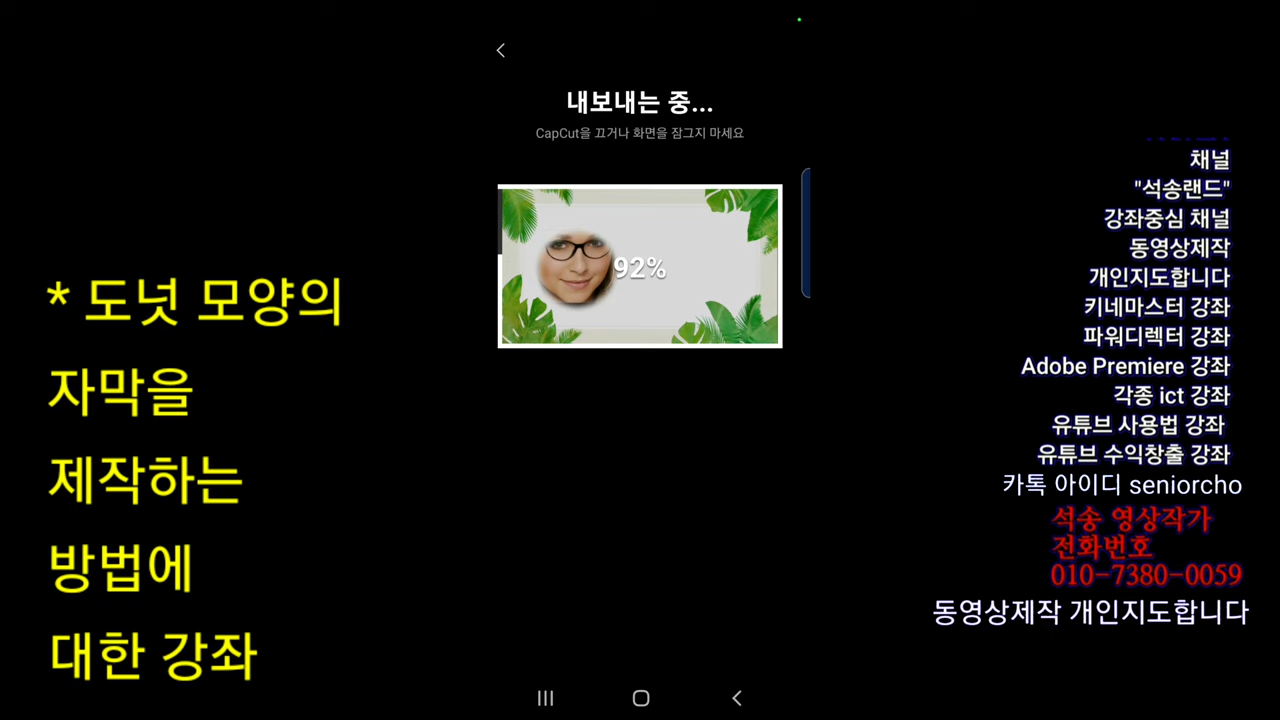 내보내는 중...
CapCut을 끄거나 화면을 잠그지 마세요
92%
* 도넛 모양의
자막을
제작하는
방법에
대한 강좌
채널
"석송랜드"
강좌중심 채널
동영상제작
개인지도합니다
키네마스터 강좌
파워디렉터 강좌
Adobe Premiere 강좌
각종 ict 강좌
유튜브 사용법 강좌
유튜브 수익창출 강좌
카톡 아이디 seniorcho
석송 영상작가
전화번호
010-7380-0059
동영상제작 개인지도합니다